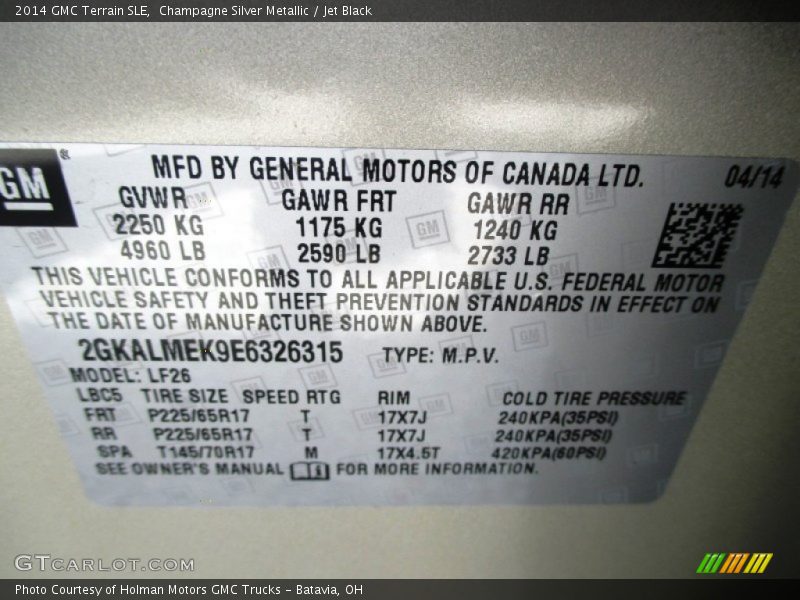 2014 GMC Terrain SLE, Champagne Silver Metallic / Jet Black
GM ®
MFD BY GENERAL MOTORS OF CANADA LTD. 04/14
GVWR GAWR FRT GAWR RR
2250 KG 1175 KG 1240 KG
4960 LB 2590 LB 2733 LB
THIS VEHICLE CONFORMS TO ALL APPLICABLE U.S. FEDERAL MOTOR
VEHICLE SAFETY AND THEFT PREVENTION STANDARDS IN EFFECT ON
THE DATE OF MANUFACTURE SHOWN ABOVE.
2GKALMEK9E6326315 TYPE: M.P.V.
MODEL: LF26
LBC5 TIRE SIZE SPEED RTG RIM COLD TIRE PRESSURE
FRT P225/65R17 T 17X7J 240KPA(35PSI)
RR P225/65R17 T 17X7J 240KPA(35PSI)
SPA T145/70R17 M 17X4.5T 420KPA(60PSI)
SEE OWNER'S MANUAL FOR MORE INFORMATION.
GTCARLOT.COM
Photo Courtesy of Holman Motors GMC Trucks - Batavia, OH